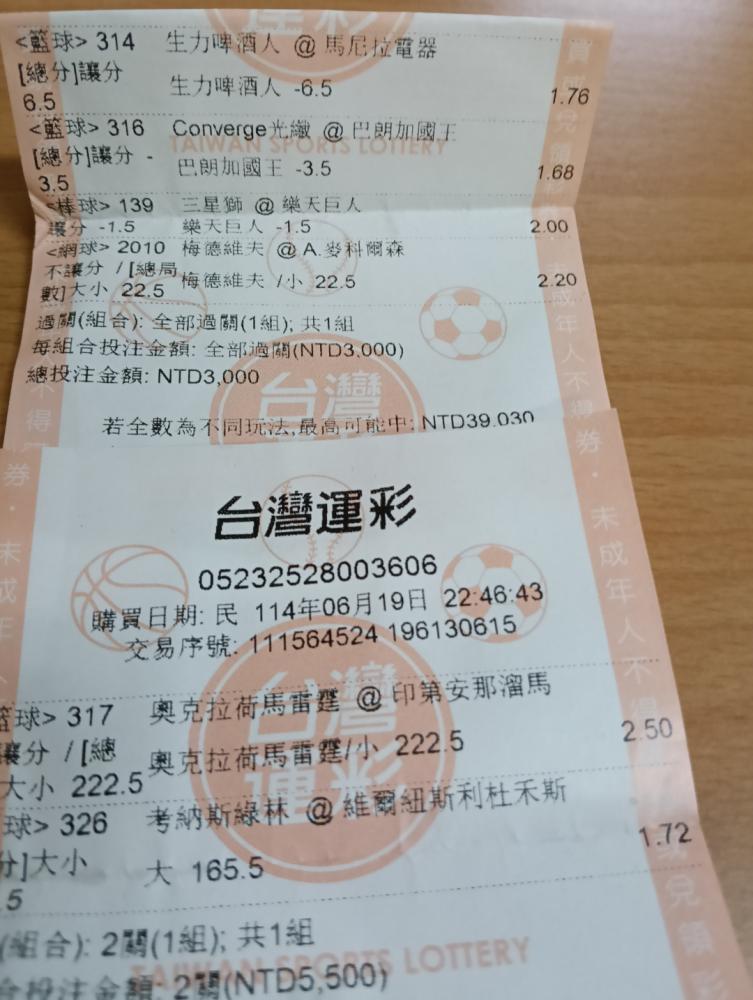 台灣運彩
<籃球> 314 生力啤酒人 @ 馬尼拉電器
[總分]讓分
6.5 生力啤酒人 -6.5 1.76
<籃球> 316 Converge光纖 @ 巴朗加國王
TAIWAN SPORTS LOTTERY
[總分]讓分 -
3.5 巴朗加國王 -3.5 1.68
<棒球> 139 三星獅 @ 樂天巨人
讓分 -1.5 樂天巨人 -1.5 2.00
<網球> 2010 梅德維夫 @ A.麥科爾森
不讓分 / [總局
數]大小 22.5 梅德維夫 /小 22.5 2.20
過關(組合): 全部過關(1組); 共1組
每組合投注金額: 全部過關(NTD3,000)
總投注金額: NTD3,000
台灣
若全數為不同玩法,最高可能中: NTD39,030
台灣運彩
05232528003606
購買日期: 民 114年06月19日 22:46:43
交易序號: 111564524 196130615
台灣運彩
籃球> 317 奧克拉荷馬雷霆 @ 印第安那溜馬
讓分 / [總
大小 222.5 奧克拉荷馬雷霆/小 222.5 2.50
球> 326 考納斯綠林 @ 維爾紐斯利杜禾斯
分]大小
5 大 165.5 1.72
(組合): 2關(1組); 共1組
TAIWAN SPORTS LOTTERY
合投注金額: 2關(NTD5,500)
未成年人不得